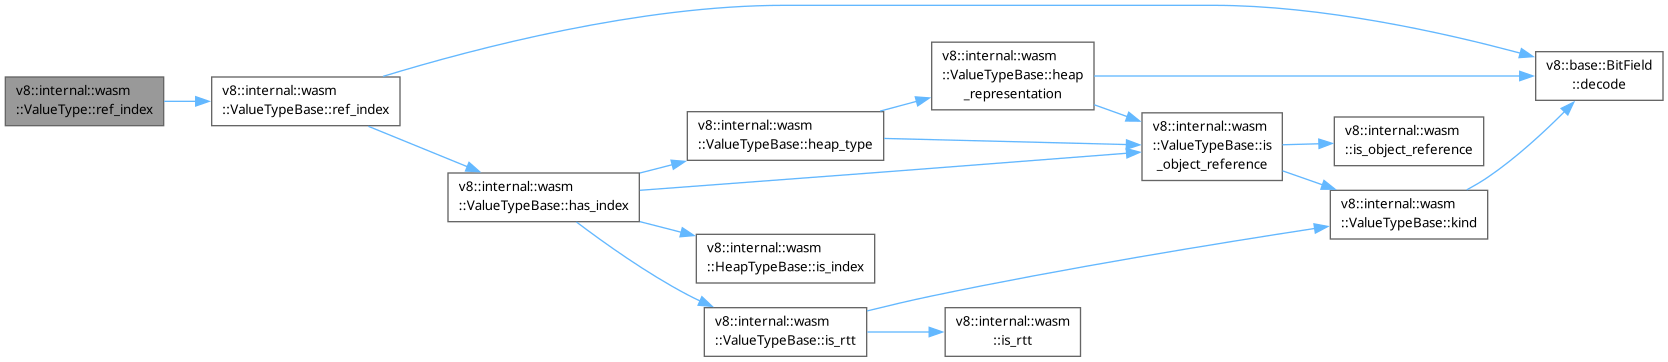 v8::internal::wasm
::ValueType::ref_index
v8::internal::wasm
::ValueTypeBase::ref_index
v8::internal::wasm
::ValueTypeBase::has_index
v8::internal::wasm
::ValueTypeBase::heap_type
v8::internal::wasm
::HeapTypeBase::is_index
v8::internal::wasm
::ValueTypeBase::is_rtt
v8::internal::wasm
::ValueTypeBase::heap
_representation
v8::internal::wasm
::is_rtt
v8::internal::wasm
::ValueTypeBase::is
_object_reference
v8::internal::wasm
::is_object_reference
v8::internal::wasm
::ValueTypeBase::kind
v8::base::BitField
::decode